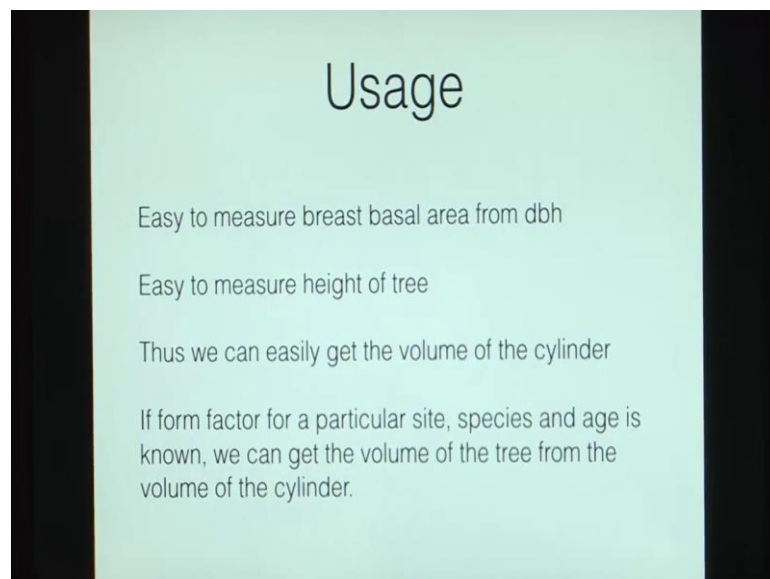 Usage
Easy to measure breast basal area from dbh
Easy to measure height of tree
Thus we can easily get the volume of the cylinder
If form factor for a particular site, species and age is
known, we can get the volume of the tree from the
volume of the cylinder.